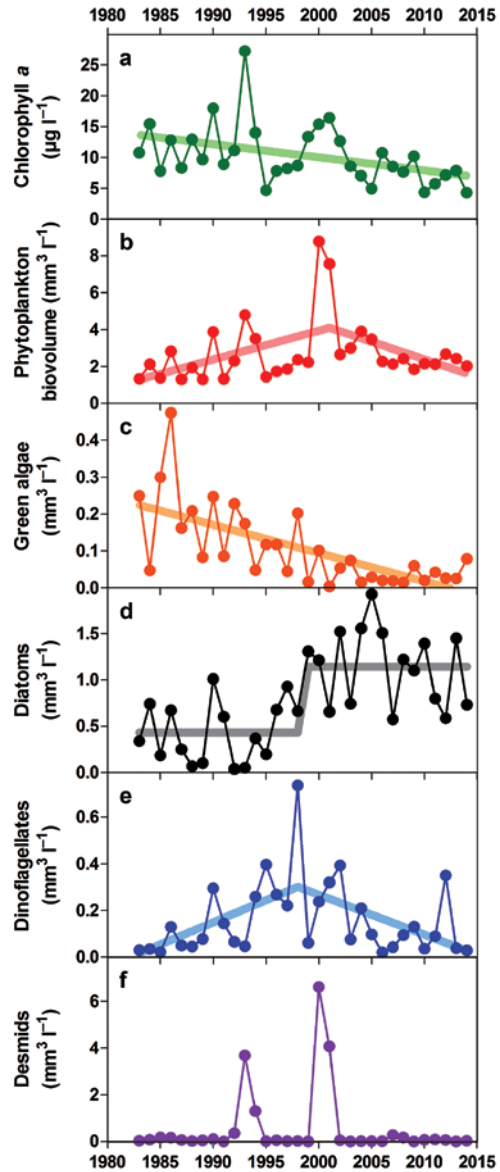 1980 1985 1990 1995 2000 2005 2010 2015
a
Chlorophyll a
(µg l⁻¹)
25
20
15
10
5
0
b
Phytoplankton
biovolume (mm³ l⁻¹)
8
6
4
2
0
c
Green algae
(mm³ l⁻¹)
0.4
0.3
0.2
0.1
0.0
d
Diatoms
(mm³ l⁻¹)
1.5
1.0
0.5
0.0
e
Dinoflagellates
(mm³ l⁻¹)
0.6
0.4
0.2
0.0
f
Desmids
(mm³ l⁻¹)
6
4
2
0
1980 1985 1990 1995 2000 2005 2010 2015